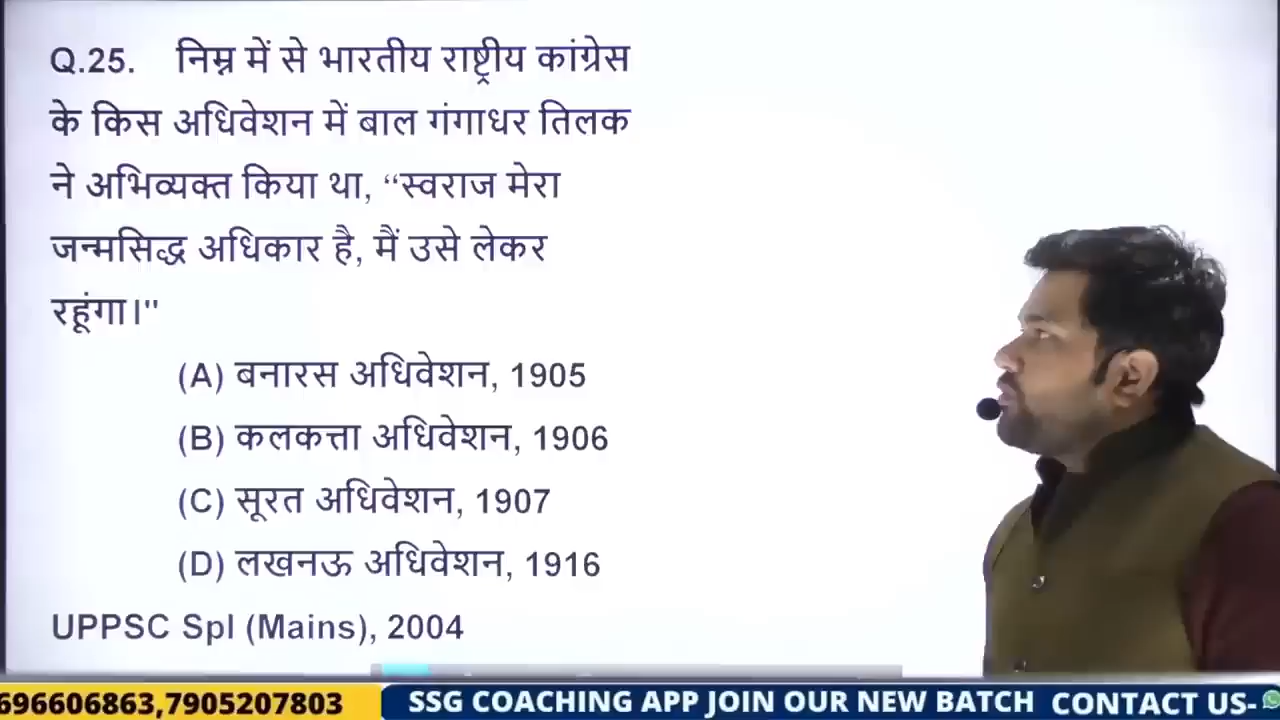 Q.25. निम्न में से भारतीय राष्ट्रीय कांग्रेस
के किस अधिवेशन में बाल गंगाधर तिलक
ने अभिव्यक्त किया था, “स्वराज मेरा
जन्मसिद्ध अधिकार है, मैं उसे लेकर
रहूंगा।"
(A) बनारस अधिवेशन, 1905
(B) कलकत्ता अधिवेशन, 1906
(C) सूरत अधिवेशन, 1907
(D) लखनऊ अधिवेशन, 1916
UPPSC Spl (Mains), 2004
696606863,7905207803 SSG COACHING APP JOIN OUR NEW BATCH CONTACT US-